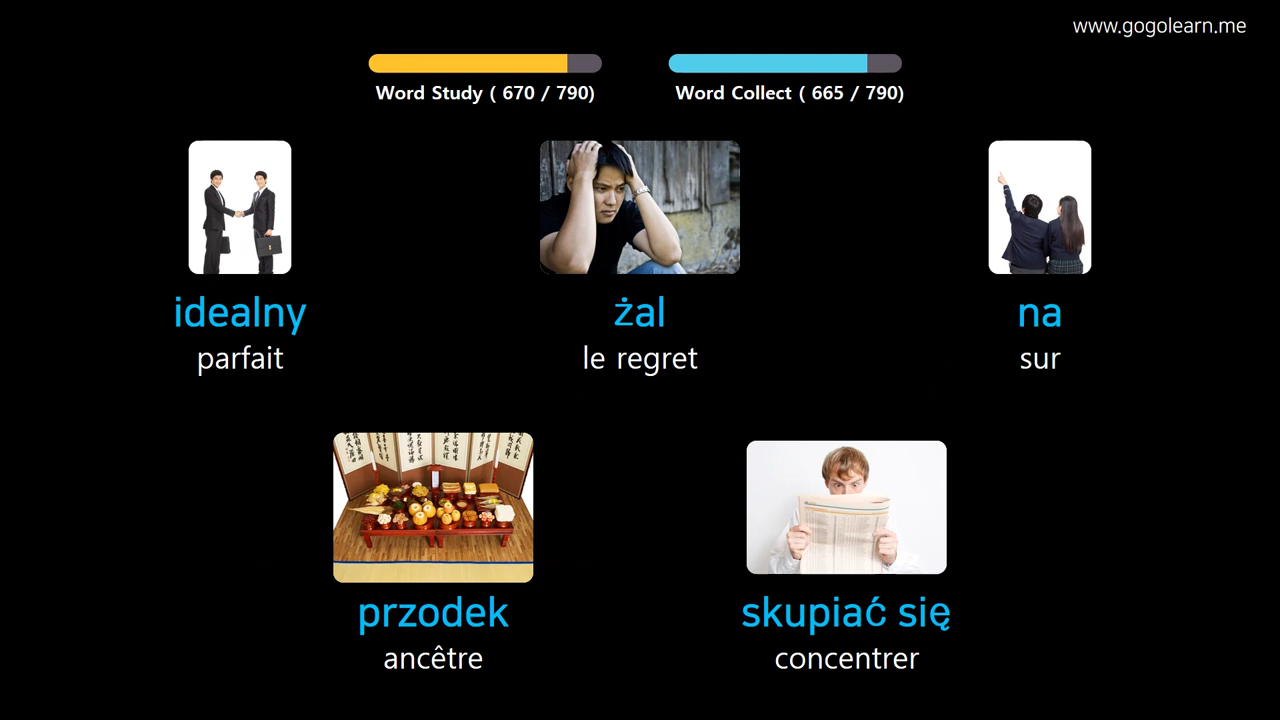 www.gogolearn.me
Word Study ( 670 / 790)
Word Collect ( 665 / 790)
idealny
parfait
żal
le regret
na
sur
przodek
ancêtre
skupiać się
concentrer